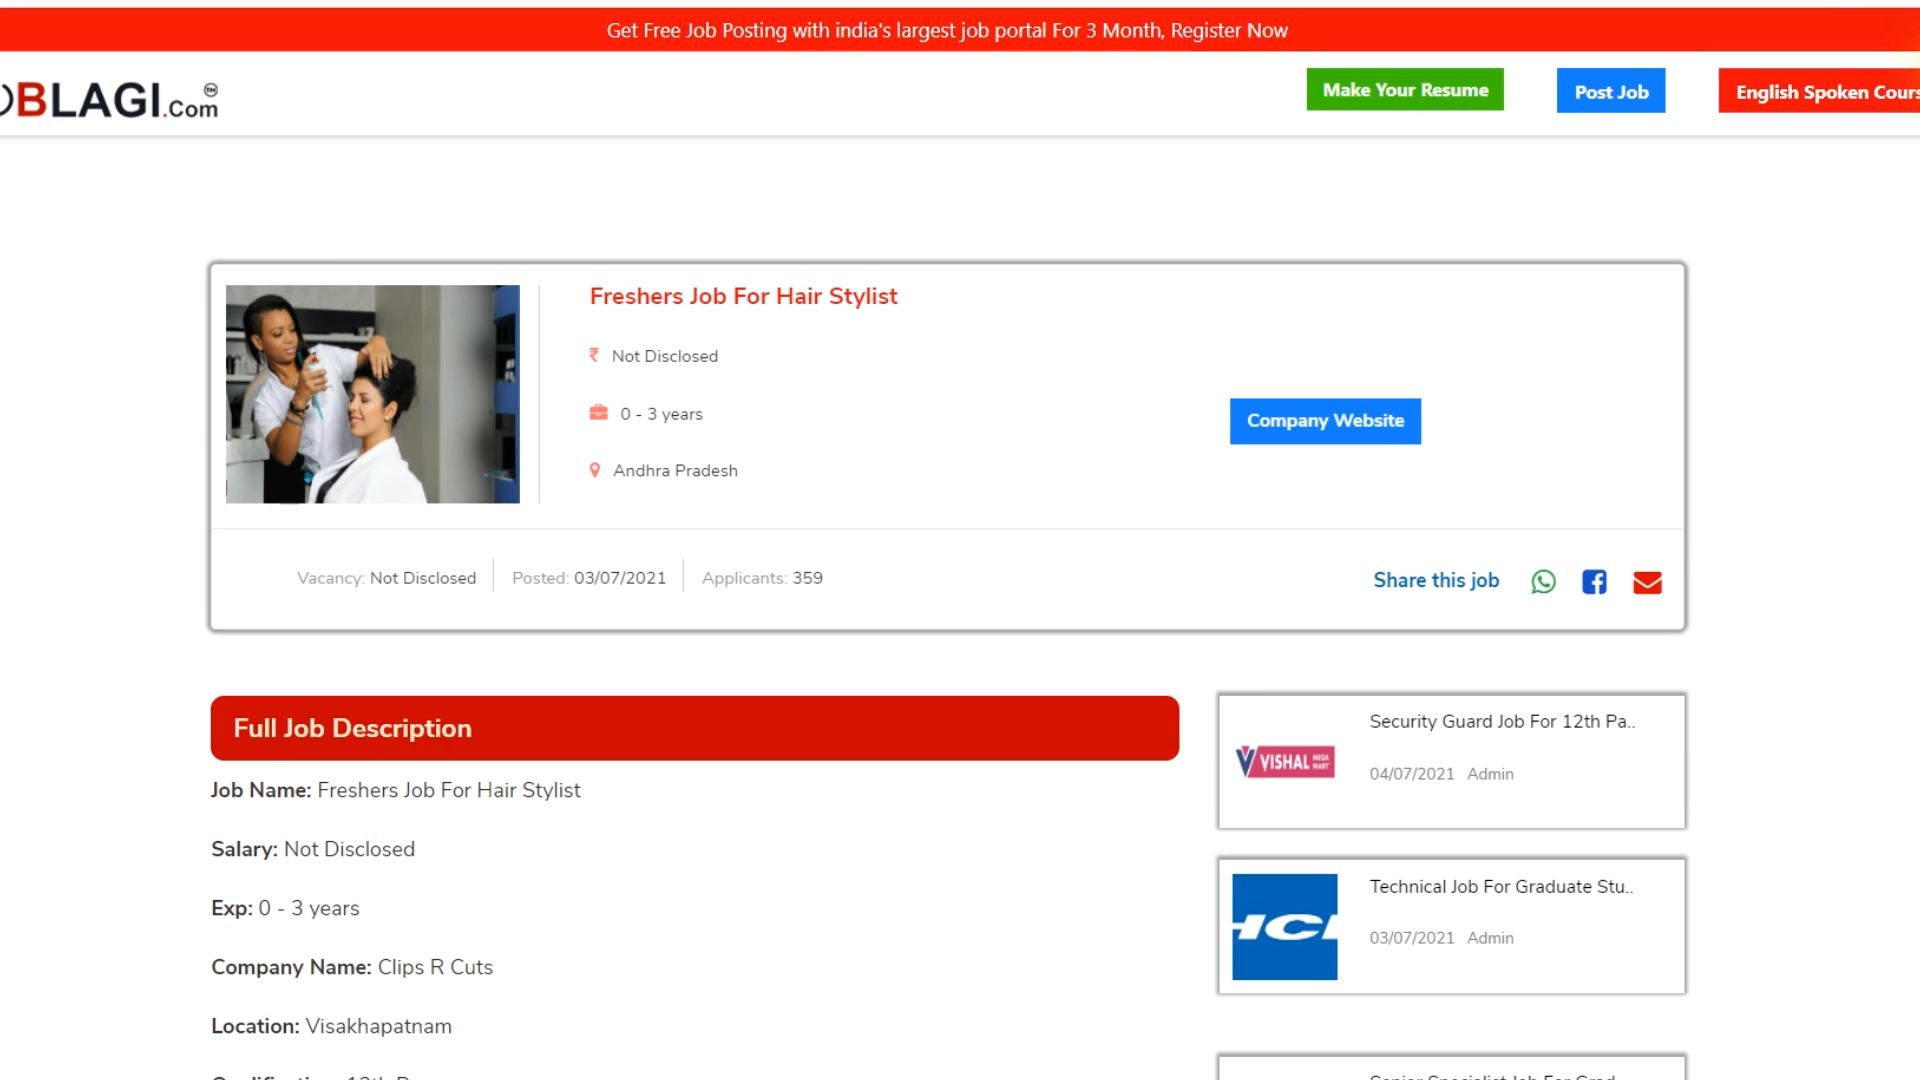 Get Free Job Posting with india's largest job portal For 3 Month, Register Now
BLAGI.Com
Make Your Resume
Post Job
English Spoken Cours
Freshers Job For Hair Stylist
₹ Not Disclosed
0 - 3 years
Andhra Pradesh
Company Website
Vacancy: Not Disclosed
Posted: 03/07/2021
Applicants: 359
Share this job
Full Job Description
Job Name: Freshers Job For Hair Stylist
Salary: Not Disclosed
Exp: 0 - 3 years
Company Name: Clips R Cuts
Location: Visakhapatnam
VISHAL MEGA MART
Security Guard Job For 12th Pa..
04/07/2021 Admin
HCL
Technical Job For Graduate Stu..
03/07/2021 Admin